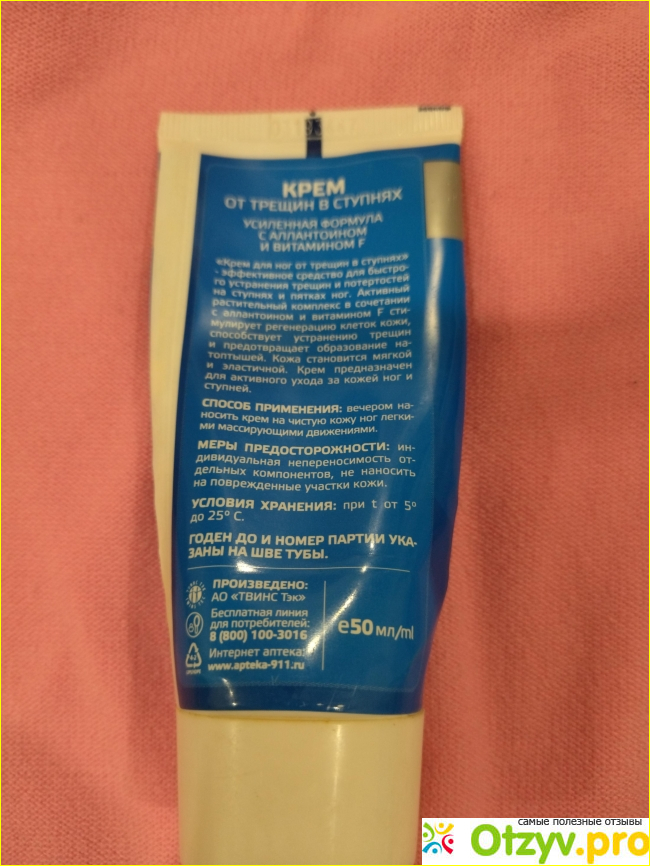 КРЕМ
ОТ ТРЕЩИН В СТУПНЯХ
УСИЛЕННАЯ ФОРМУЛА
С АЛЛАНТОИНОМ
И ВИТАМИНОМ F
«Крем для ног от трещин в ступнях»
- эффективное средство для быстро-
го устранения трещин и потертостей
на ступнях и пятках ног. Активный
растительный комплекс в сочетании
с аллантоином и витамином F сти-
мулирует регенерацию клеток кожи,
способствует устранению трещин
и предотвращает образование на-
топтышей. Кожа становится мягкой
и эластичной. Крем предназначен
для активного ухода за кожей ног и
ступней.
СПОСОБ ПРИМЕНЕНИЯ: вечером на-
носить крем на чистую кожу ног легки-
ми массирующими движениями.
МЕРЫ ПРЕДОСТОРОЖНОСТИ: ин-
дивидуальная непереносимость от-
дельных компонентов, не наносить
на поврежденные участки кожи.
УСЛОВИЯ ХРАНЕНИЯ: при t от 5°
до 25° С.
ГОДЕН ДО И НОМЕР ПАРТИИ УКА-
ЗАНЫ НА ШВЕ ТУБЫ.
ПРОИЗВЕДЕНО:
АО «ТВИНС Тэк»
Бесплатная линия
для потребителей:
8 (800) 100-3016
Интернет аптека:
www.apteka-911.ru
e50 мл/ml
самые полезные отзывы
Otzyv.pro